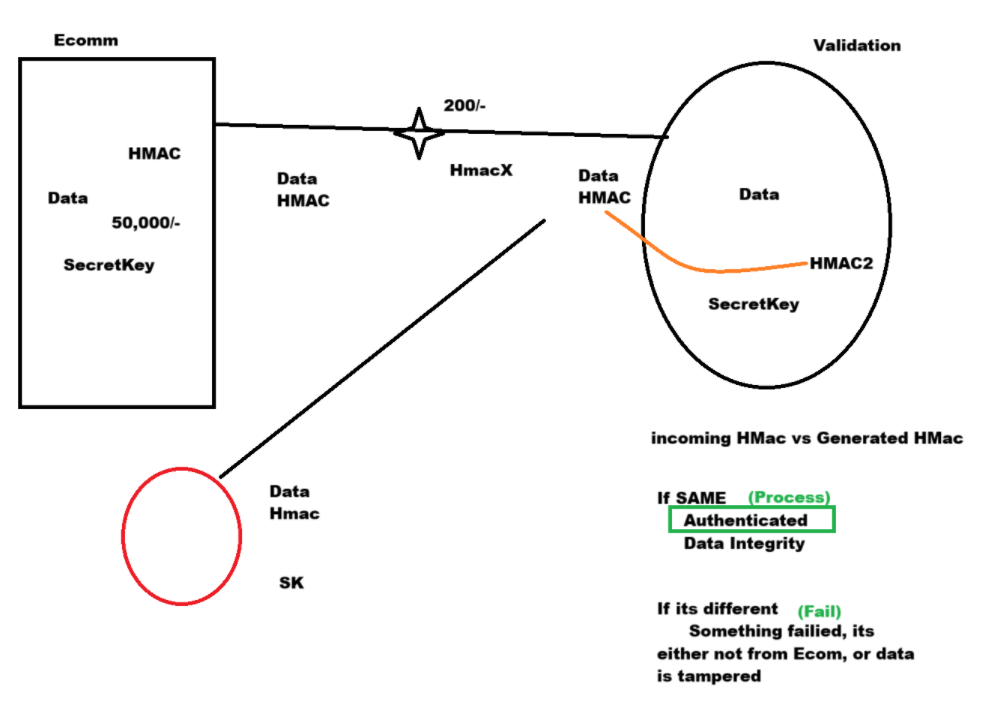 Ecomm
Validation
200/-
HMAC
HmacX
Data
HMAC
Data
HMAC
Data
50,000/-
SecretKey
Data
HMAC2
SecretKey
incoming HMac vs Generated HMac
Data
Hmac
SK
If SAME (Process)
Authenticated
Data Integrity
If its different (Fail)
Something failied, its
either not from Ecom, or data
is tampered